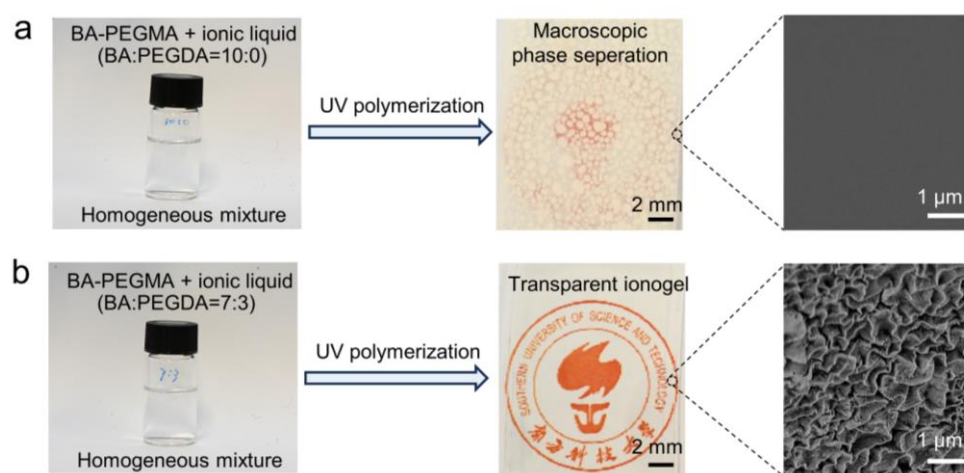 a
BA-PEGMA + ionic liquid
(BA:PEGDA=10:0)
Homogeneous mixture
UV polymerization
Macroscopic
phase seperation
2 mm
1 μm
b
BA-PEGMA + ionic liquid
(BA:PEGDA=7:3)
7:3
Homogeneous mixture
UV polymerization
Transparent ionogel
SOUTHERN UNIVERSITY OF SCIENCE AND TECHNOLOGY
2 mm
1 μm